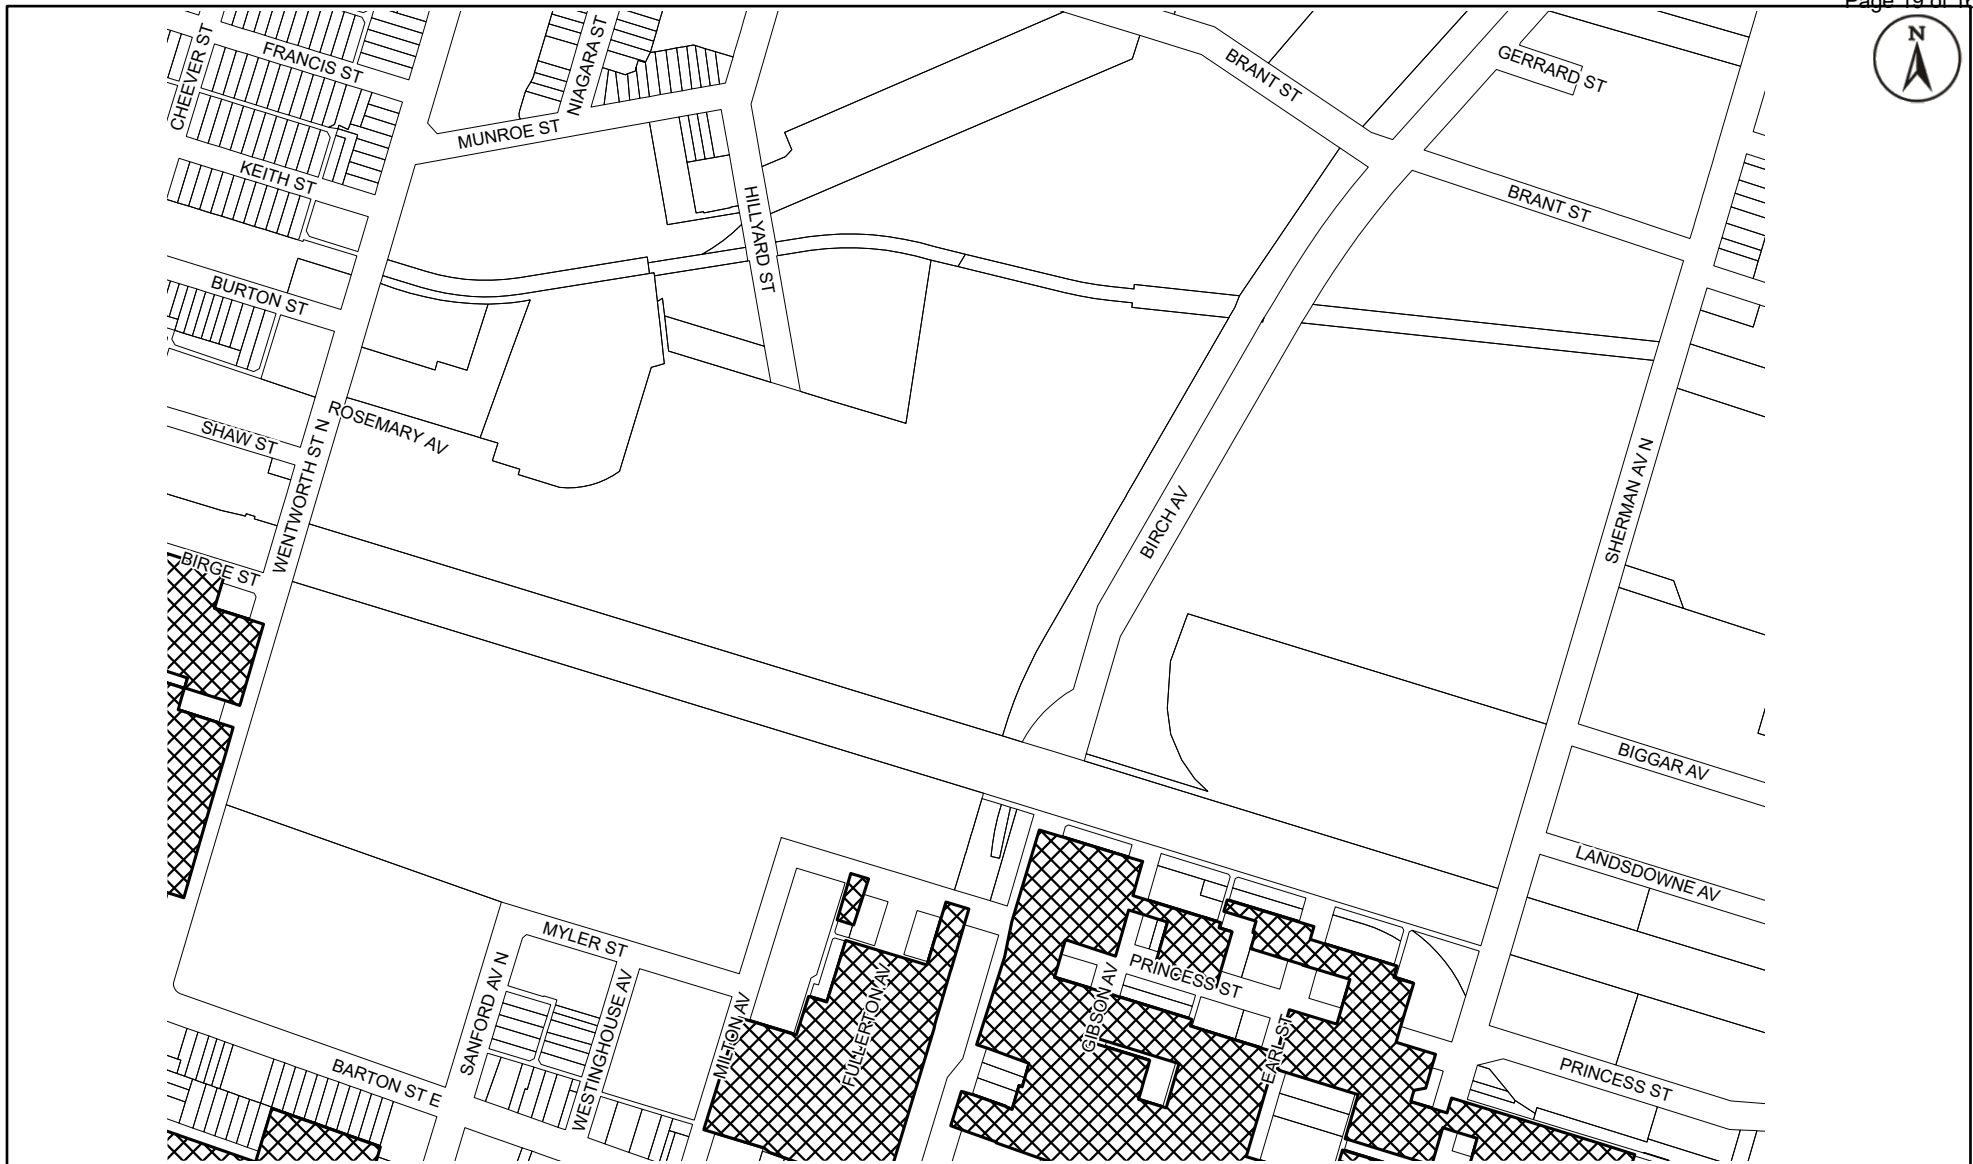 Page 19 of 16
N
CHEEVER ST
FRANCIS ST
NIAGARA ST
MUNROE ST
KEITH ST
HILLYARD ST
BRANT ST
GERRARD ST
BRANT ST
BURTON ST
ROSEMARY AV
SHAW ST
WENTWORTH ST N
BIRGE ST
BIRCH AV
SHERMAN AV N
BIGGAR AV
LANDSDOWNE AV
MYLER ST
SANFORD AV N
WESTINGHOUSE AV
MILTON AV
FULLERTON AV
GIBSON AV
PRINCESS ST
EARL ST
PRINCESS ST
BARTON ST E